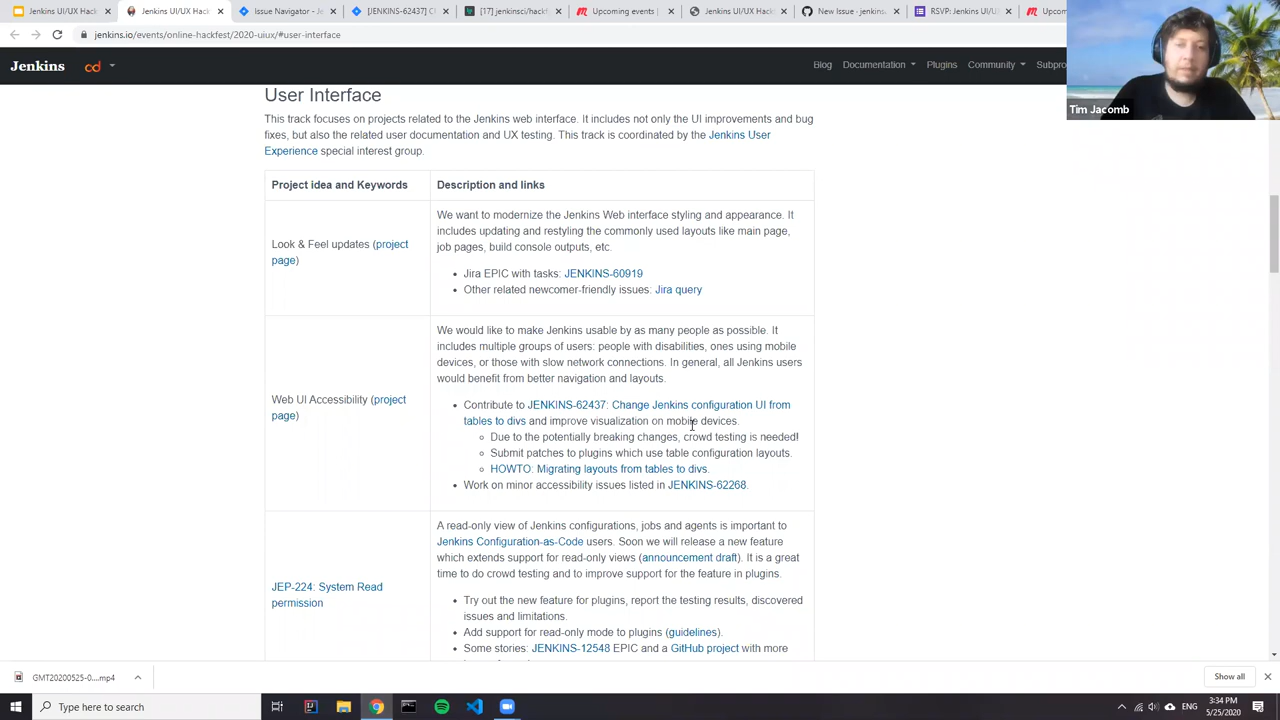 Jenkins UI/UX Hack
Jenkins UI/UX Hac
Issue Navigator - Je
[JENKINS-62437] Ch
[17] jenkinsci/hackf
Upcoming events |
Jenkins UI/UX Hackf
New Issue · jenkins
RSVP: Jenkins UI/U
Upcom
jenkins.io/events/online-hackfest/2020-uiux/#user-interface
Jenkins cd
Blog Documentation Plugins Community Subpro
Tim Jacomb
User Interface
This track focuses on projects related to the Jenkins web interface. It includes not only the UI improvements and bug
fixes, but also the related user documentation and UX testing. This track is coordinated by the Jenkins User
Experience special interest group.
Project idea and Keywords
Description and links
Look & Feel updates (project
page)
We want to modernize the Jenkins Web interface styling and appearance. It
includes updating and restyling the commonly used layouts like main page,
job pages, build console outputs, etc.
• Jira EPIC with tasks: JENKINS-60919
• Other related newcomer-friendly issues: Jira query
Web UI Accessibility (project
page)
We would like to make Jenkins usable by as many people as possible. It
includes multiple groups of users: people with disabilities, ones using mobile
devices, or those with slow network connections. In general, all Jenkins users
would benefit from better navigation and layouts.
• Contribute to JENKINS-62437: Change Jenkins configuration UI from
tables to divs and improve visualization on mobile devices.
Due to the potentially breaking changes, crowd testing is needed!
Submit patches to plugins which use table configuration layouts.
HOWTO: Migrating layouts from tables to divs.
• Work on minor accessibility issues listed in JENKINS-62268.
JEP-224: System Read
permission
A read-only view of Jenkins configurations, jobs and agents is important to
Jenkins Configuration-as-Code users. Soon we will release a new feature
which extends support for read-only views (announcement draft). It is a great
time to do crowd testing and to improve support for the feature in plugins.
• Try out the new feature for plugins, report the testing results, discovered
issues and limitations.
• Add support for read-only mode to plugins (guidelines).
• Some stories: JENKINS-12548 EPIC and a GitHub project with more
GMT20200525-0....mp4
Show all
Type here to search
ENG
3:34 PM
5/25/2020